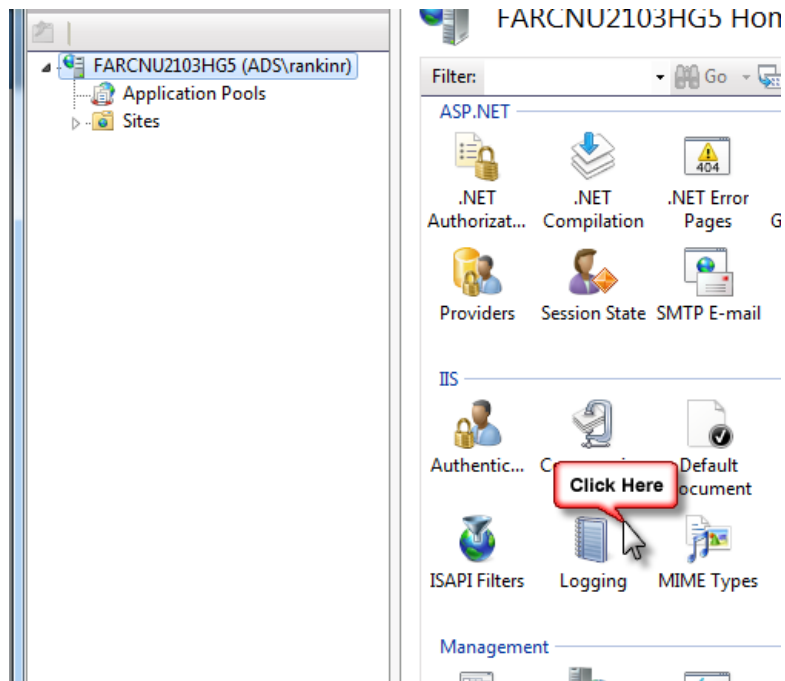 FARCNU2103HG5 (ADS\rankinr)
Application Pools
Sites
FARCNU2103HG5 Hom
Filter:
Go
ASP.NET
.NET Authorizat...
.NET Compilation
.NET Error Pages
404
G
Providers
Session State
SMTP E-mail
IIS
Authentic...
Default
ocument
Click Here
ISAPI Filters
Logging
MIME Types
Management